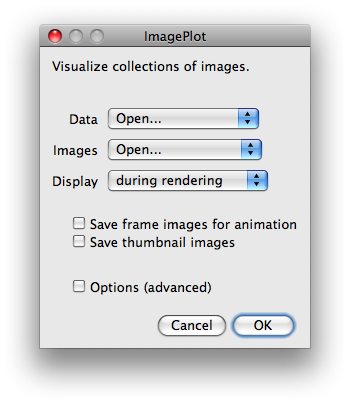 ImagePlot
Visualize collections of images.
Data Open...
Images Open...
Display during rendering
Save frame images for animation
Save thumbnail images
Options (advanced)
Cancel OK